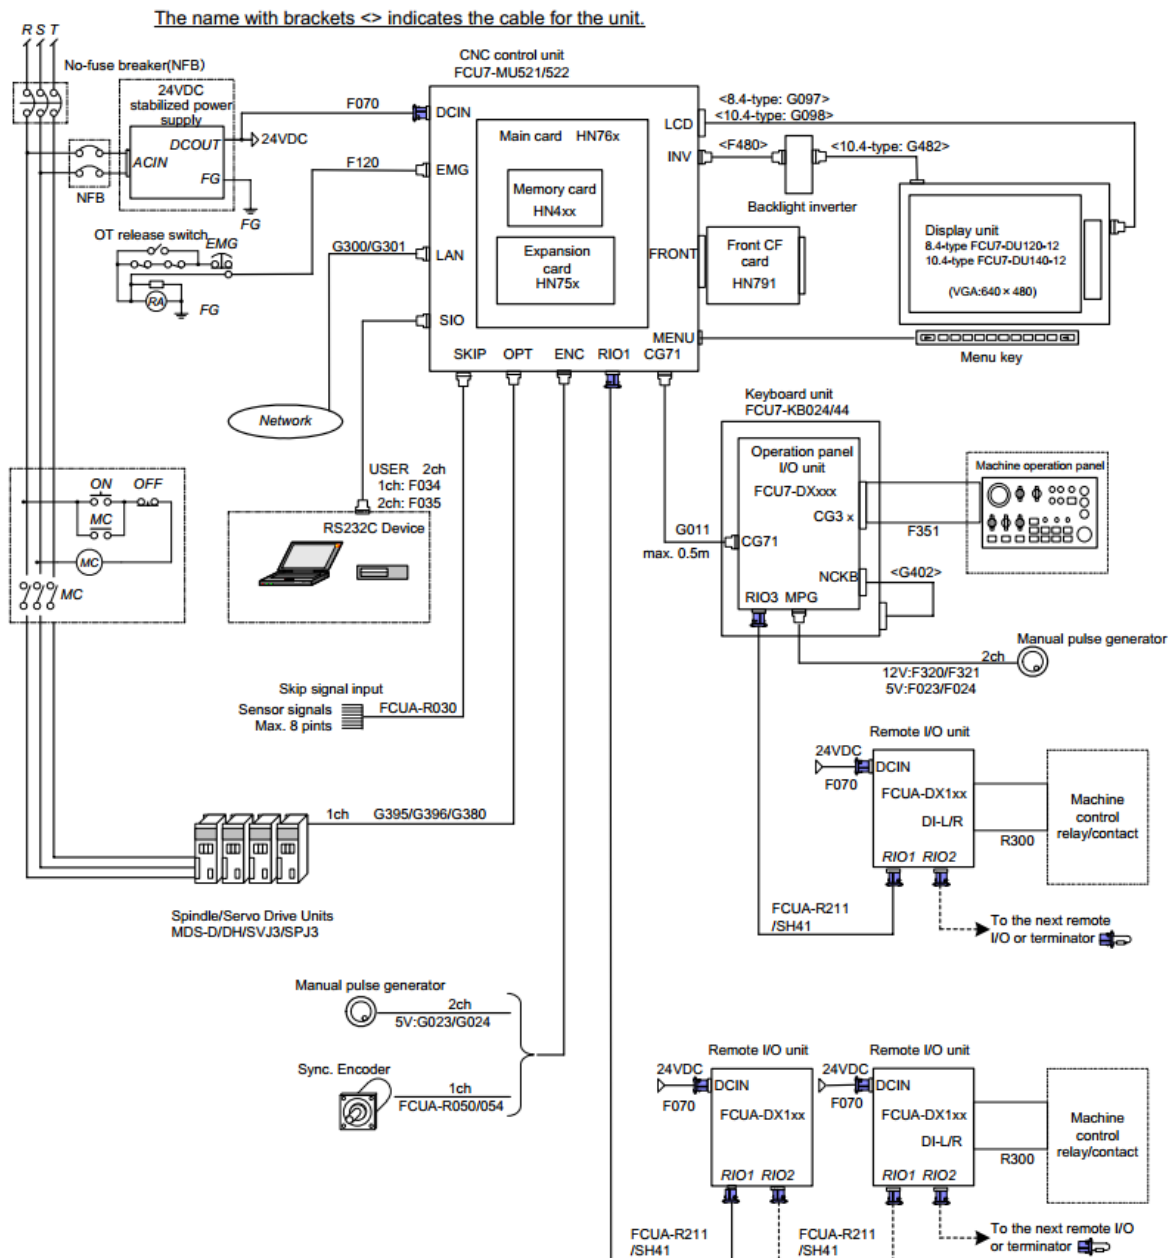 The name with brackets <> indicates the cable for the unit.
R S T
No-fuse breaker(NFB)
24VDC
stabilized power
supply
DCOUT
ACIN
FG
FG
NFB
24VDC
F070
F120
OT release switch
EMG
RA
FG
G300/G301
CNC control unit
FCU7-MU521/522
DCIN
EMG
LAN
SIO
SKIP
OPT
ENC
RIO1
CG71
LCD
INV
FRONT
MENU
Main card HN76x
Memory card
HN4xx
Expansion
card
HN75x
<8.4-type: G097>
<10.4-type: G098>
<F480>
<10.4-type: G482>
Backlight inverter
Front CF
card
HN791
Display unit
8.4-type FCU7-DU120-12
10.4-type FCU7-DU140-12
(VGA:640×480)
Menu key
Network
USER 2ch
1ch: F034
2ch: F035
RS232C Device
ON
OFF
MC
MC
MC
Keyboard unit
FCU7-KB024/44
Operation panel
I/O unit
FCU7-DXxxx
CG3 x
CG71
NCKB
RIO3 MPG
G011
max. 0.5m
Machine operation panel
F351
<G402>
Manual pulse generator
2ch
12V:F320/F321
5V:F023/F024
Skip signal input
Sensor signals
Max. 8 pints
FCUA-R030
1ch G395/G396/G380
Spindle/Servo Drive Units
MDS-D/DH/SVJ3/SPJ3
Remote I/O unit
24VDC
F070
DCIN
FCUA-DX1xx
DI-L/R
RIO1 RIO2
R300
Machine
control
relay/contact
FCUA-R211
/SH41
To the next remote
I/O or terminator
Manual pulse generator
2ch
5V:G023/G024
Sync. Encoder
1ch
FCUA-R050/054
Remote I/O unit
24VDC
F070
DCIN
FCUA-DX1xx
RIO1 RIO2
FCUA-R211
/SH41
Remote I/O unit
24VDC
F070
DCIN
FCUA-DX1xx
DI-L/R
RIO1 RIO2
R300
Machine
control
relay/contact
FCUA-R211
/SH41
To the next remote I/O
or terminator